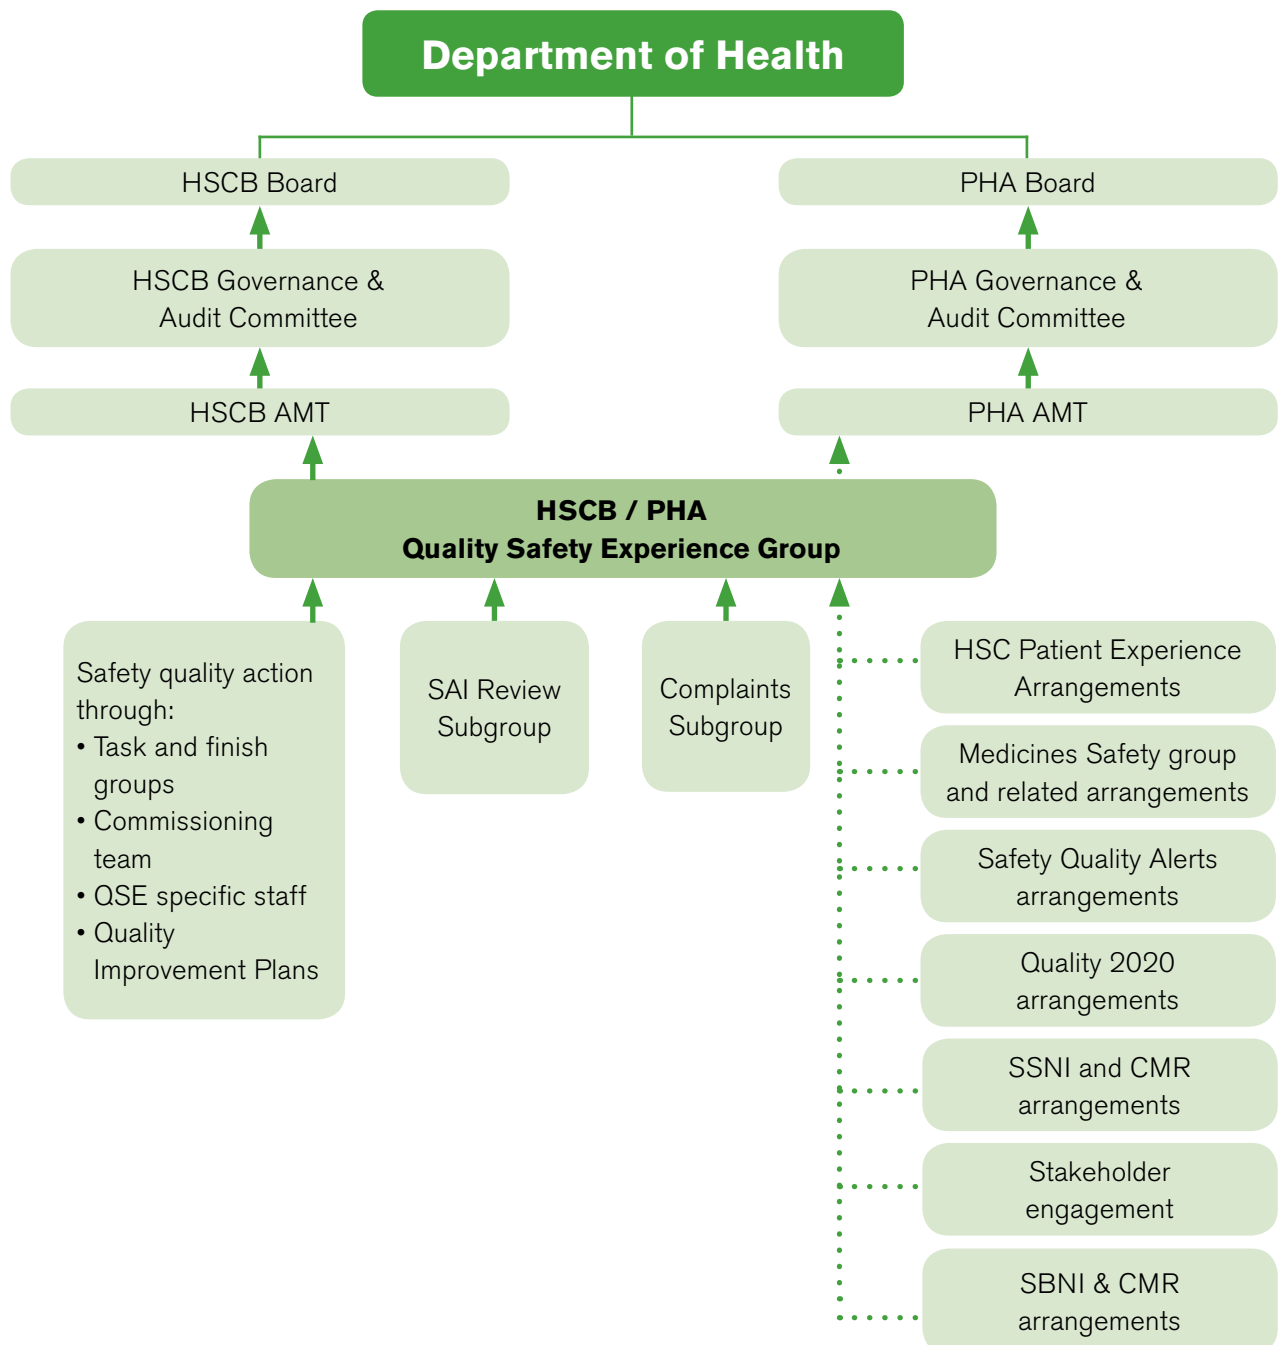 Department of Health
HSCB Board
PHA Board
HSCB Governance &
Audit Committee
PHA Governance &
Audit Committee
HSCB AMT
PHA AMT
HSCB / PHA
Quality Safety Experience Group
Safety quality action
through:
• Task and finish
groups
• Commissioning
team
• QSE specific staff
• Quality
Improvement Plans
SAI Review
Subgroup
Complaints
Subgroup
HSC Patient Experience
Arrangements
Medicines Safety group
and related arrangements
Safety Quality Alerts
arrangements
Quality 2020
arrangements
SSNI and CMR
arrangements
Stakeholder
engagement
SBNI & CMR
arrangements